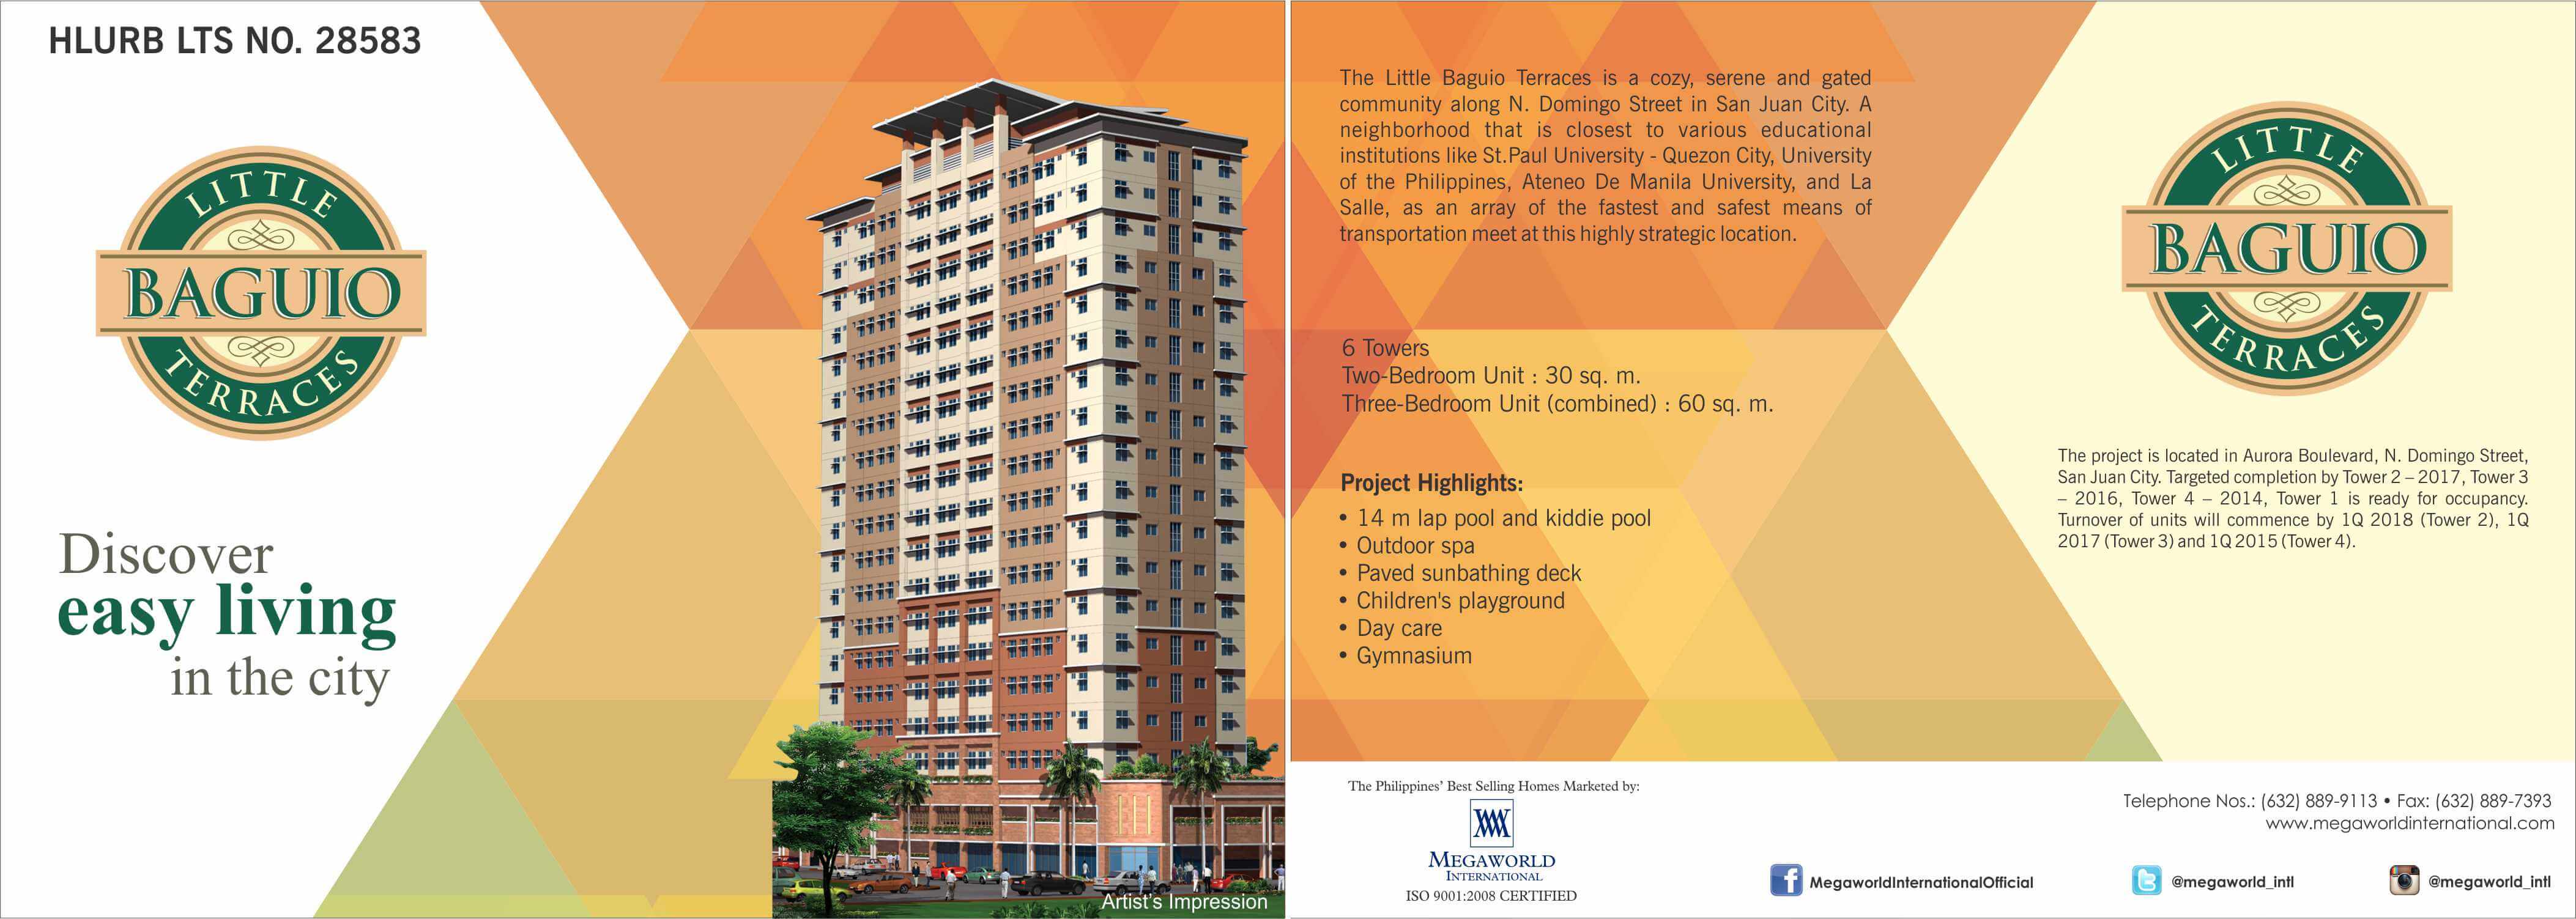 HLURB LTS NO. 28583
LITTLE
BAGUIO
TERRACES
Discover
easy living
in the city
Artist's Impression
The Little Baguio Terraces is a cozy, serene and gated
community along N. Domingo Street in San Juan City. A
neighborhood that is closest to various educational
institutions like St.Paul University - Quezon City, University
of the Philippines, Ateneo De Manila University, and La
Salle, as an array of the fastest and safest means of
transportation meet at this highly strategic location.
6 Towers
Two-Bedroom Unit : 30 sq. m.
Three-Bedroom Unit (combined) : 60 sq. m.
Project Highlights:
• 14 m lap pool and kiddie pool
• Outdoor spa
• Paved sunbathing deck
• Children's playground
• Day care
• Gymnasium
LITTLE
BAGUIO
TERRACES
The project is located in Aurora Boulevard, N. Domingo Street,
San Juan City. Targeted completion by Tower 2 – 2017, Tower 3
– 2016, Tower 4 – 2014, Tower 1 is ready for occupancy.
Turnover of units will commence by 1Q 2018 (Tower 2), 1Q
2017 (Tower 3) and 1Q 2015 (Tower 4).
The Philippines' Best Selling Homes Marketed by:
MEGAWORLD
INTERNATIONAL
ISO 9001:2008 CERTIFIED
Telephone Nos.: (632) 889-9113 • Fax: (632) 889-7393
www.megaworldinternational.com
MegaworldInternationalOfficial
@megaworld_intl
@megaworld_intl